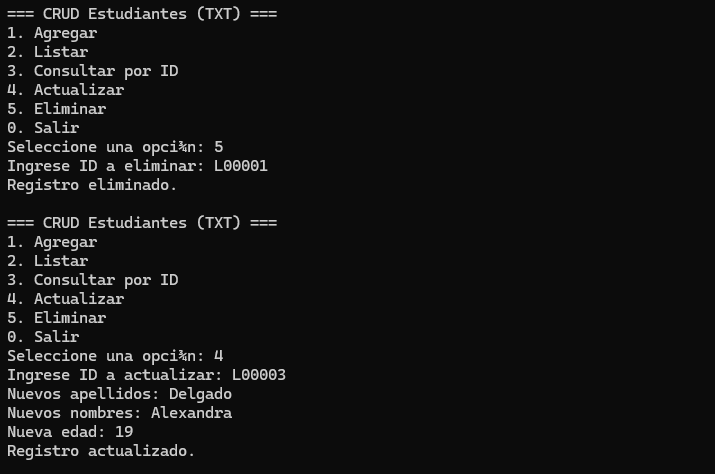 === CRUD Estudiantes (TXT) ===
1. Agregar
2. Listar
3. Consultar por ID
4. Actualizar
5. Eliminar
0. Salir
Seleccione una opci¾n: 5
Ingrese ID a eliminar: L00001
Registro eliminado.

=== CRUD Estudiantes (TXT) ===
1. Agregar
2. Listar
3. Consultar por ID
4. Actualizar
5. Eliminar
0. Salir
Seleccione una opci¾n: 4
Ingrese ID a actualizar: L00003
Nuevos apellidos: Delgado
Nuevos nombres: Alexandra
Nueva edad: 19
Registro actualizado.